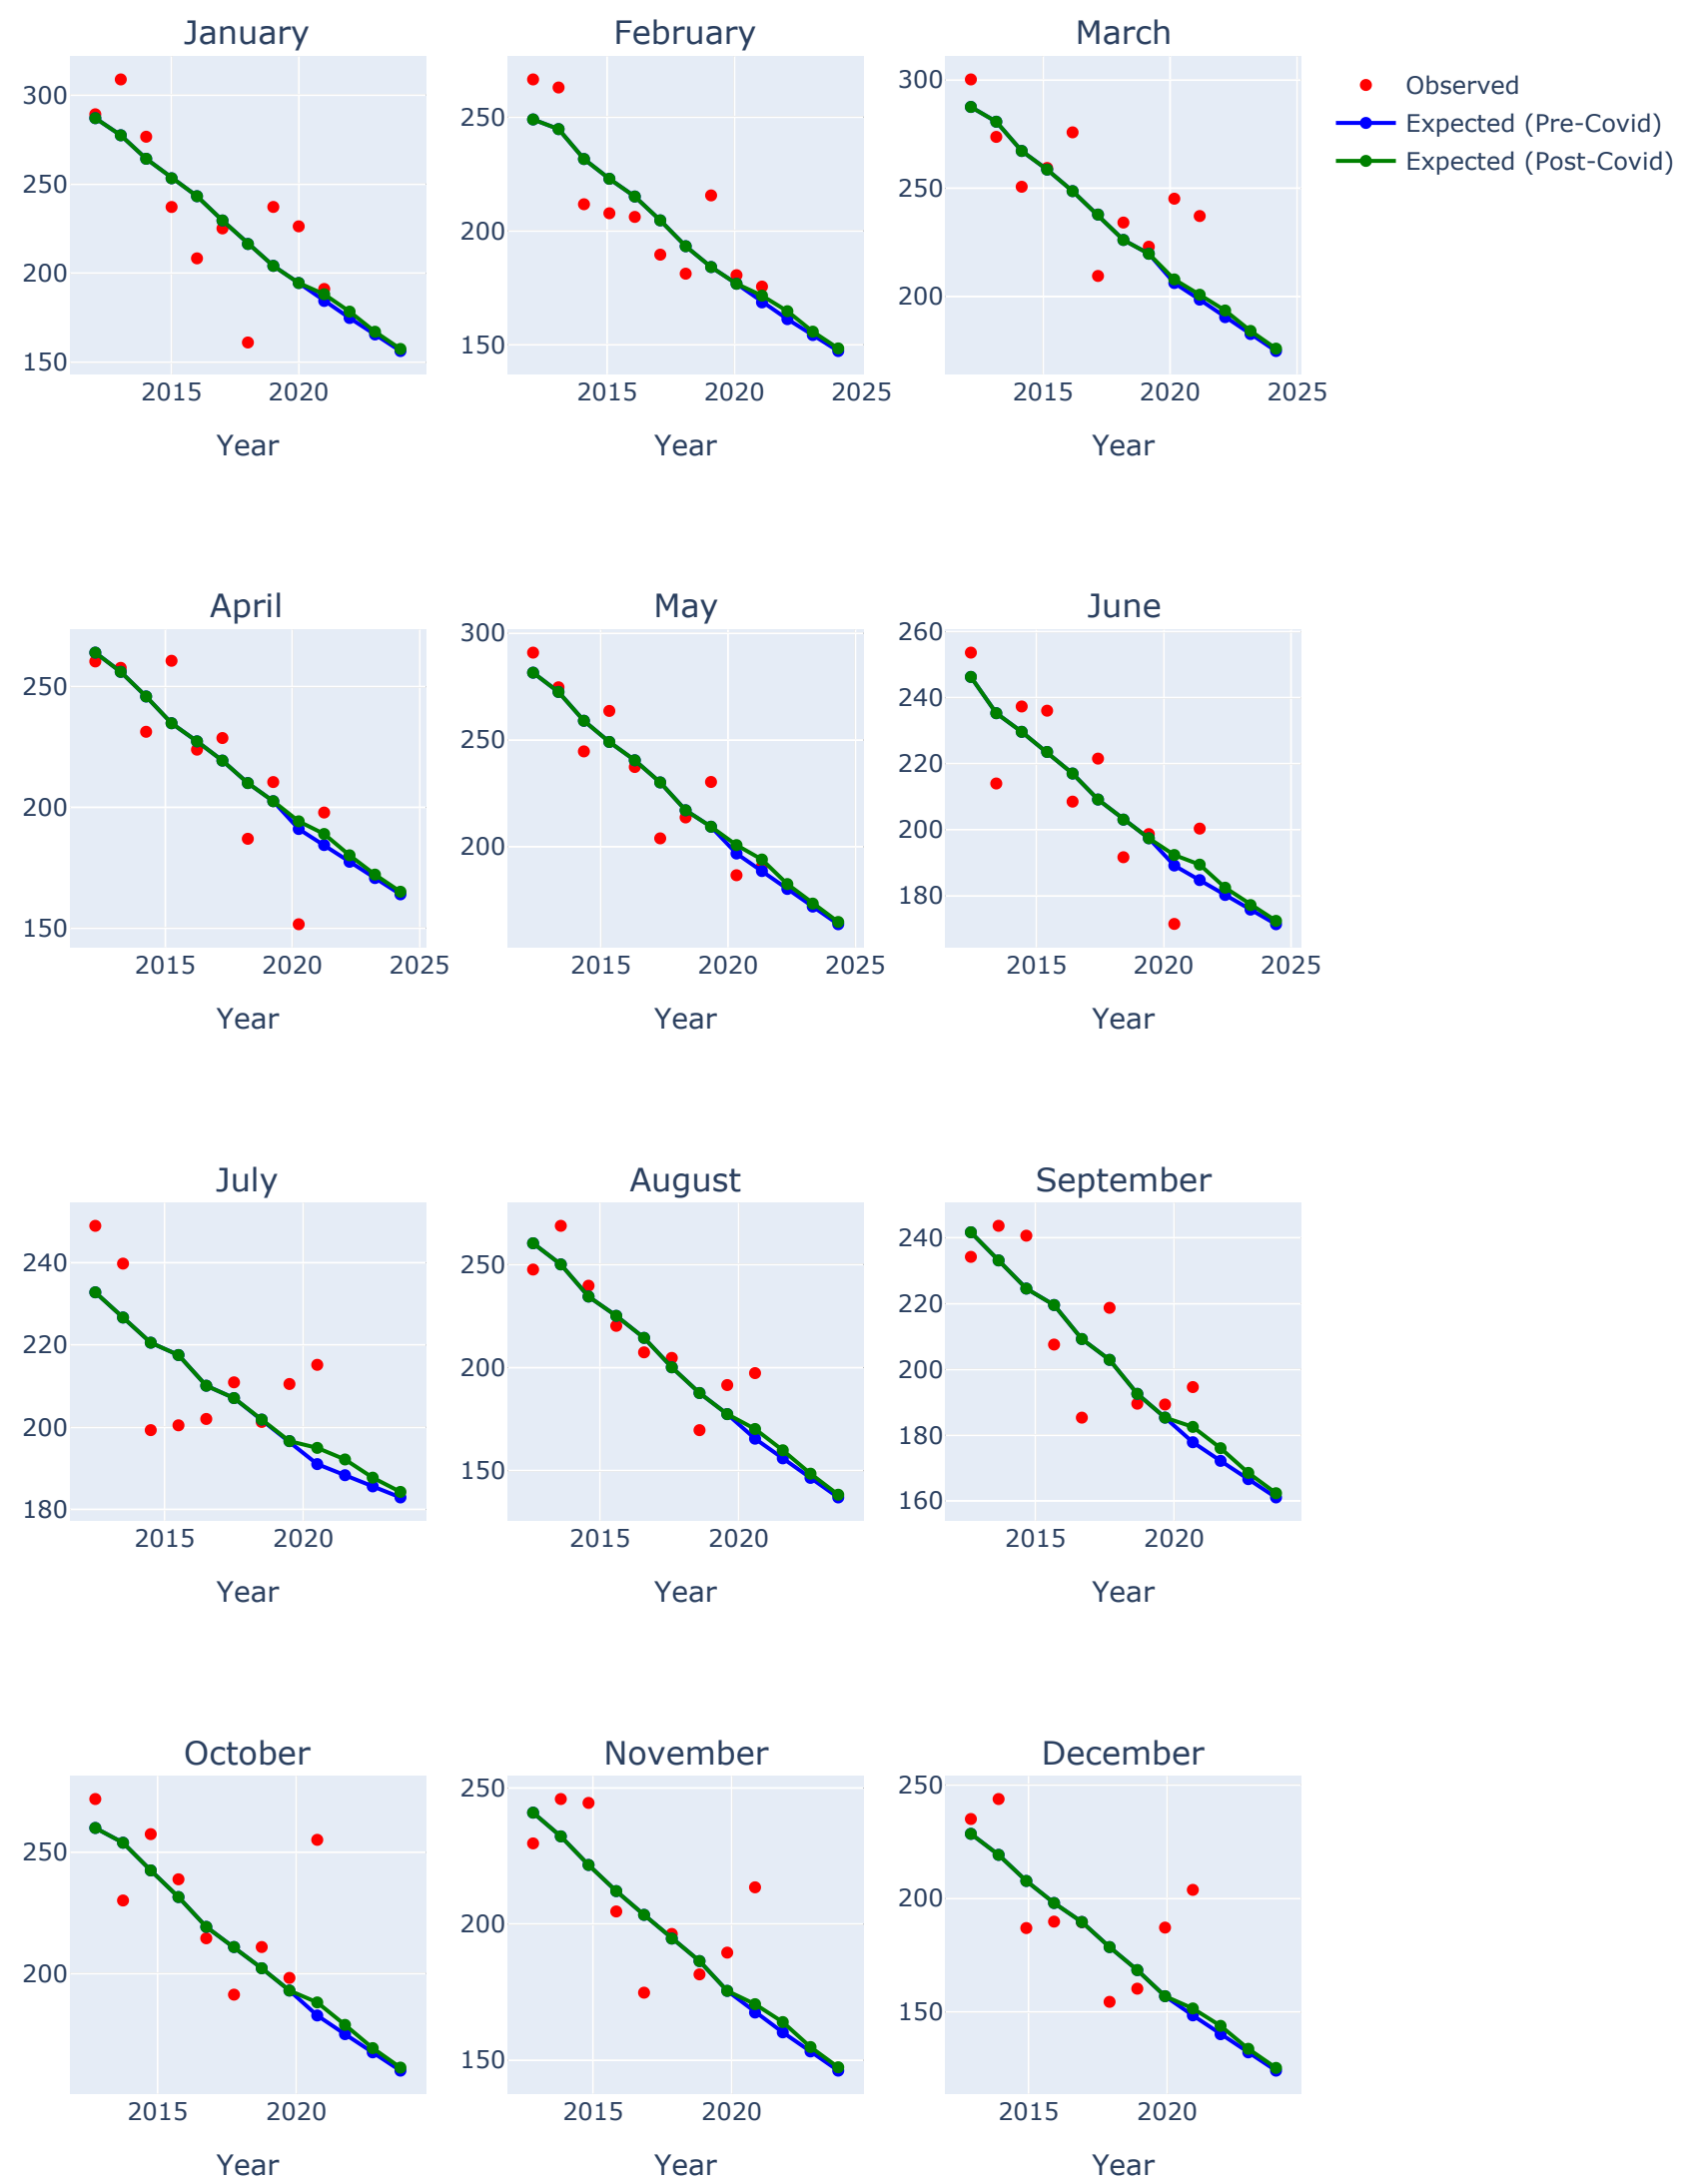 January
February
March
300
250
200
150
2015
2020
Year
250
200
150
2015
2020
2025
Year
300
250
200
2015
2020
2025
Year
Observed
Expected (Pre-Covid)
Expected (Post-Covid)
April
May
June
250
200
150
2015
2020
2025
Year
300
250
200
2015
2020
2025
Year
260
240
220
200
180
2015
2020
2025
Year
July
August
September
240
220
200
180
2015
2020
Year
250
200
150
2015
2020
Year
240
220
200
180
160
2015
2020
Year
October
November
December
250
200
2015
2020
Year
250
200
150
2015
2020
Year
250
200
150
2015
2020
Year